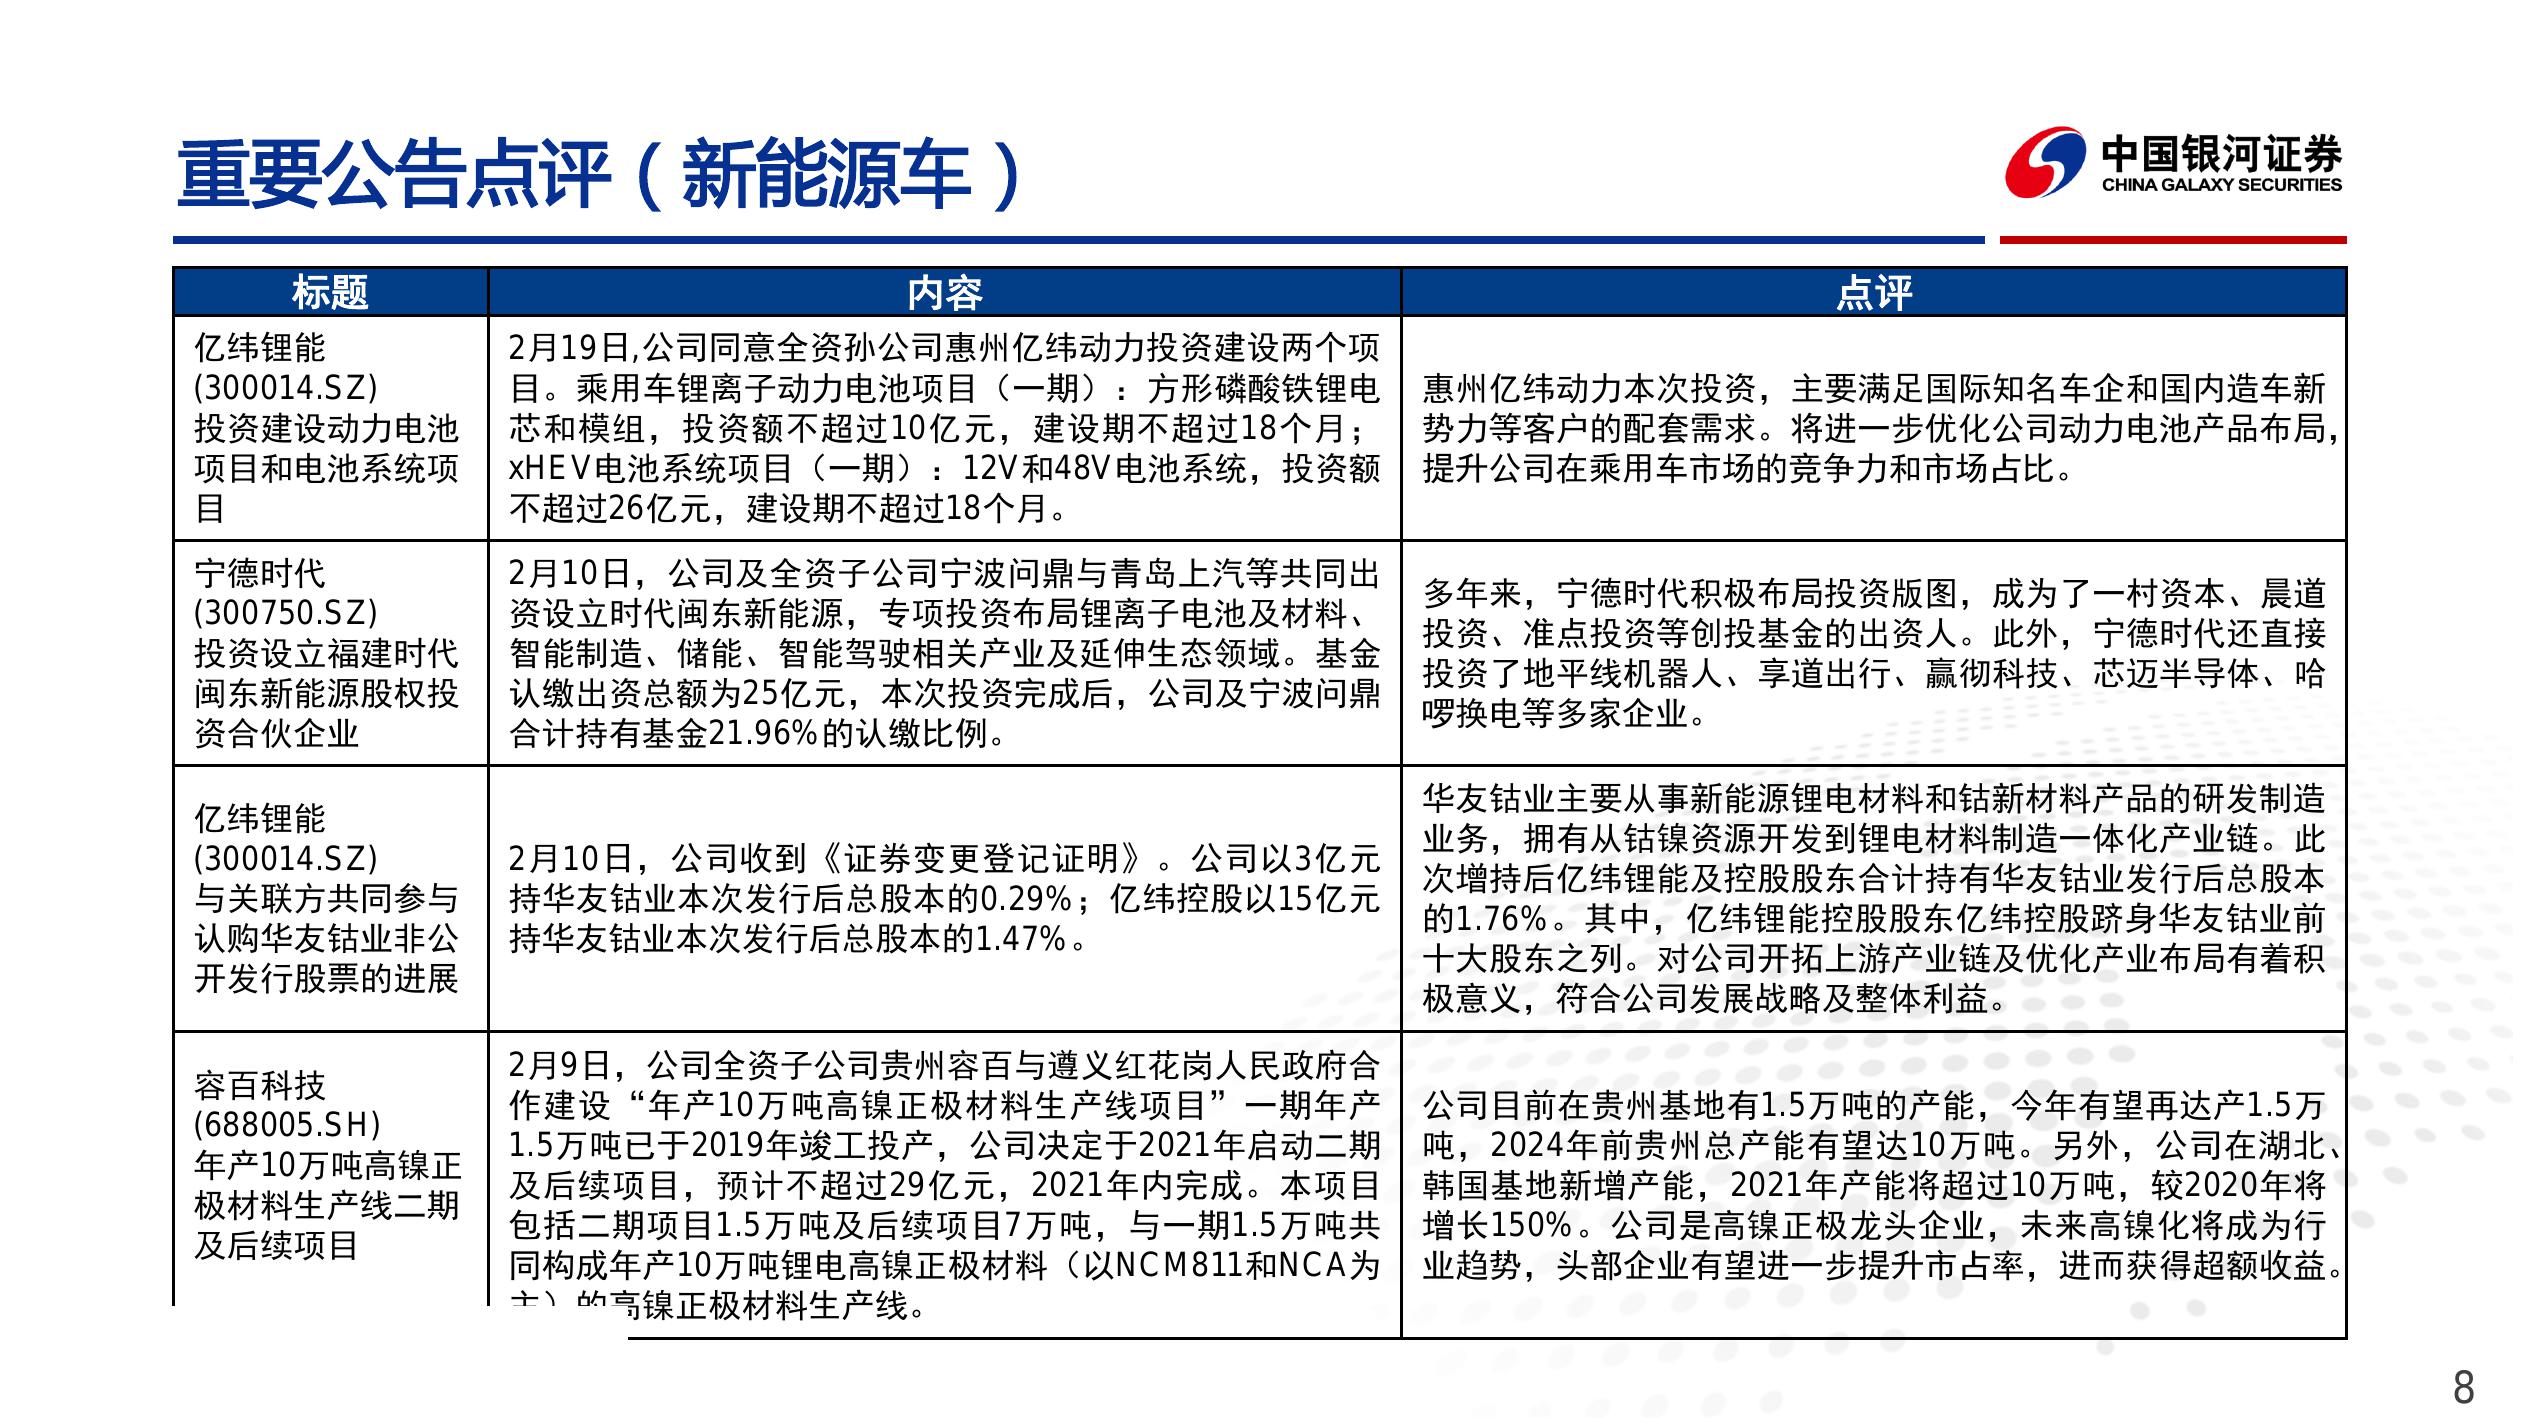 重要公告点评（新能源车）
中国银河证券
CHINA GALAXY SECURITIES
标题
内容
点评
亿纬锂能
(300014.SZ)
投资建设动力电池
项目和电池系统项
目
2月19日,公司同意全资孙公司惠州亿纬动力投资建设两个项
目。乘用车锂离子动力电池项目（一期）：方形磷酸铁锂电
芯和模组，投资额不超过10亿元，建设期不超过18个月；
xHEV电池系统项目（一期）：12V和48V电池系统，投资额
不超过26亿元，建设期不超过18个月。
惠州亿纬动力本次投资，主要满足国际知名车企和国内造车新
势力等客户的配套需求。将进一步优化公司动力电池产品布局，
提升公司在乘用车市场的竞争力和市场占比。
宁德时代
(300750.SZ)
投资设立福建时代
闽东新能源股权投
资合伙企业
2月10日，公司及全资子公司宁波问鼎与青岛上汽等共同出
资设立时代闽东新能源，专项投资布局锂离子电池及材料、
智能制造、储能、智能驾驶相关产业及延伸生态领域。基金
认缴出资总额为25亿元，本次投资完成后，公司及宁波问鼎
合计持有基金21.96%的认缴比例。
多年来，宁德时代积极布局投资版图，成为了一村资本、晨道
投资、准点投资等创投基金的出资人。此外，宁德时代还直接
投资了地平线机器人、享道出行、赢彻科技、芯迈半导体、哈
啰换电等多家企业。
亿纬锂能
(300014.SZ)
与关联方共同参与
认购华友钴业非公
开发行股票的进展
2月10日，公司收到《证券变更登记证明》。公司以3亿元
持华友钴业本次发行后总股本的0.29%；亿纬控股以15亿元
持华友钴业本次发行后总股本的1.47%。
华友钴业主要从事新能源锂电材料和钴新材料产品的研发制造
业务，拥有从钴镍资源开发到锂电材料制造一体化产业链。此
次增持后亿纬锂能及控股股东合计持有华友钴业发行后总股本
的1.76%。其中，亿纬锂能控股股东亿纬控股跻身华友钴业前
十大股东之列。对公司开拓上游产业链及优化产业布局有着积
极意义，符合公司发展战略及整体利益。
容百科技
(688005.SH)
年产10万吨高镍正
极材料生产线二期
及后续项目
2月9日，公司全资子公司贵州容百与遵义红花岗人民政府合
作建设“年产10万吨高镍正极材料生产线项目”一期年产
1.5万吨已于2019年竣工投产，公司决定于2021年启动二期
及后续项目，预计不超过29亿元，2021年内完成。本项目
包括二期项目1.5万吨及后续项目7万吨，与一期1.5万吨共
同构成年产10万吨锂电高镍正极材料（以NCM811和NCA为
主）的高镍正极材料生产线。
公司目前在贵州基地有1.5万吨的产能，今年有望再达产1.5万
吨，2024年前贵州总产能有望达10万吨。另外，公司在湖北、
韩国基地新增产能，2021年产能将超过10万吨，较2020年将
增长150%。公司是高镍正极龙头企业，未来高镍化将成为行
业趋势，头部企业有望进一步提升市占率，进而获得超额收益。
8